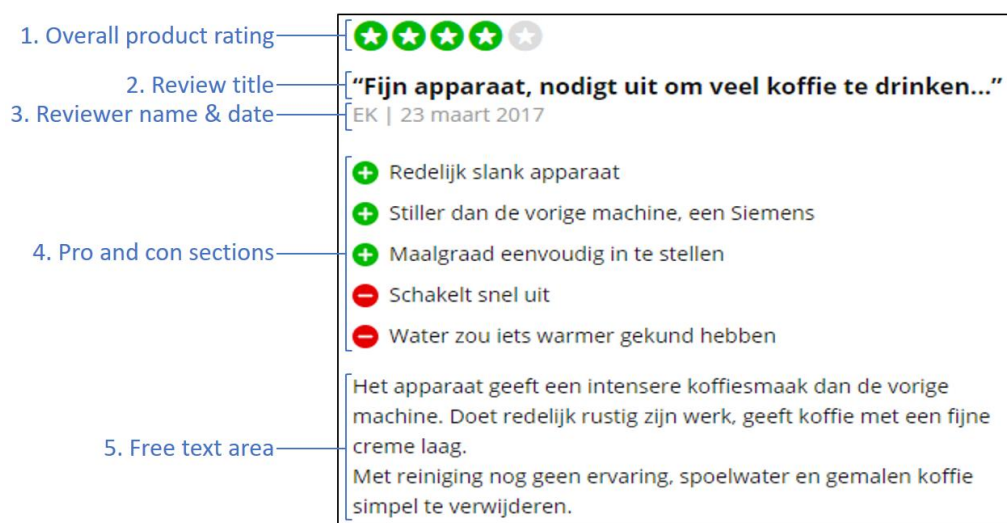 1. Overall product rating
2. Review title
“Fijn apparaat, nodigt uit om veel koffie te drinken...”
3. Reviewer name & date
EK | 23 maart 2017
4. Pro and con sections
Redelijk slank apparaat
Stiller dan de vorige machine, een Siemens
Maalgraad eenvoudig in te stellen
Schakelt snel uit
Water zou iets warmer gekund hebben
5. Free text area
Het apparaat geeft een intensere koffiesmaak dan de vorige
machine. Doet redelijk rustig zijn werk, geeft koffie met een fijne
creme laag.
Met reiniging nog geen ervaring, spoelwater en gemalen koffie
simpel te verwijderen.